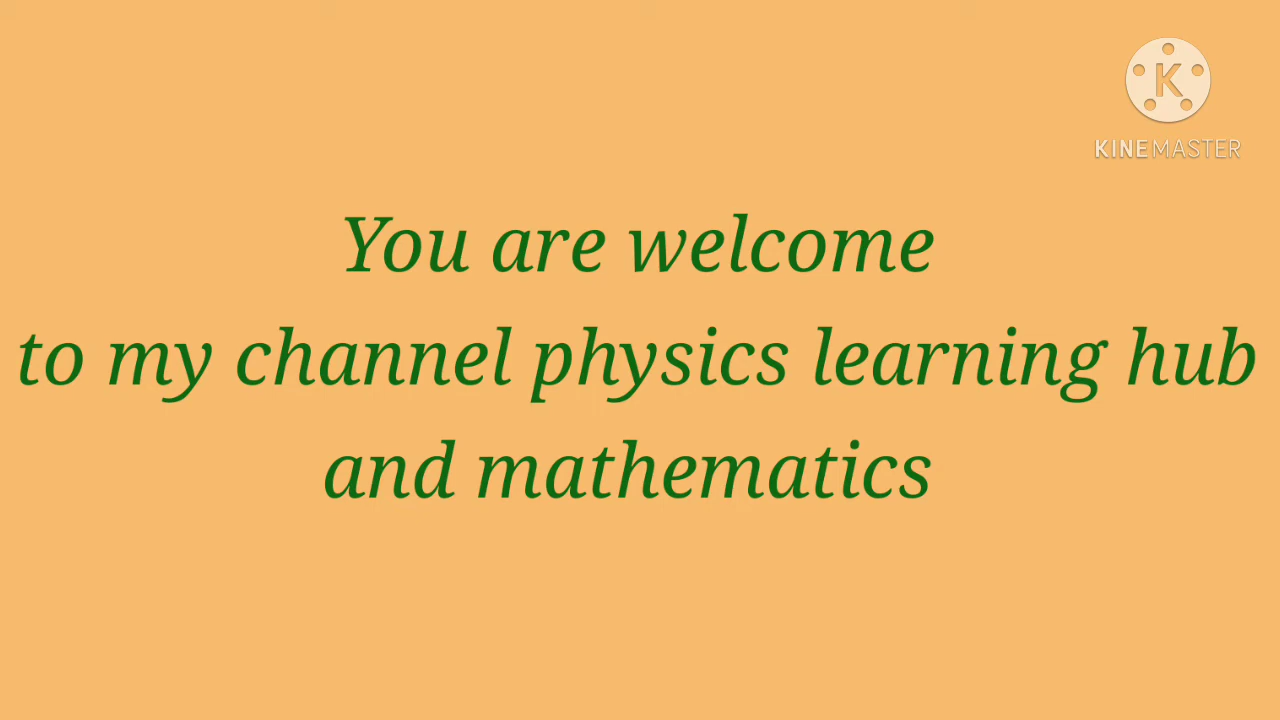 K
KINEMASTER
You are welcome
to my channel physics learning hub
and mathematics